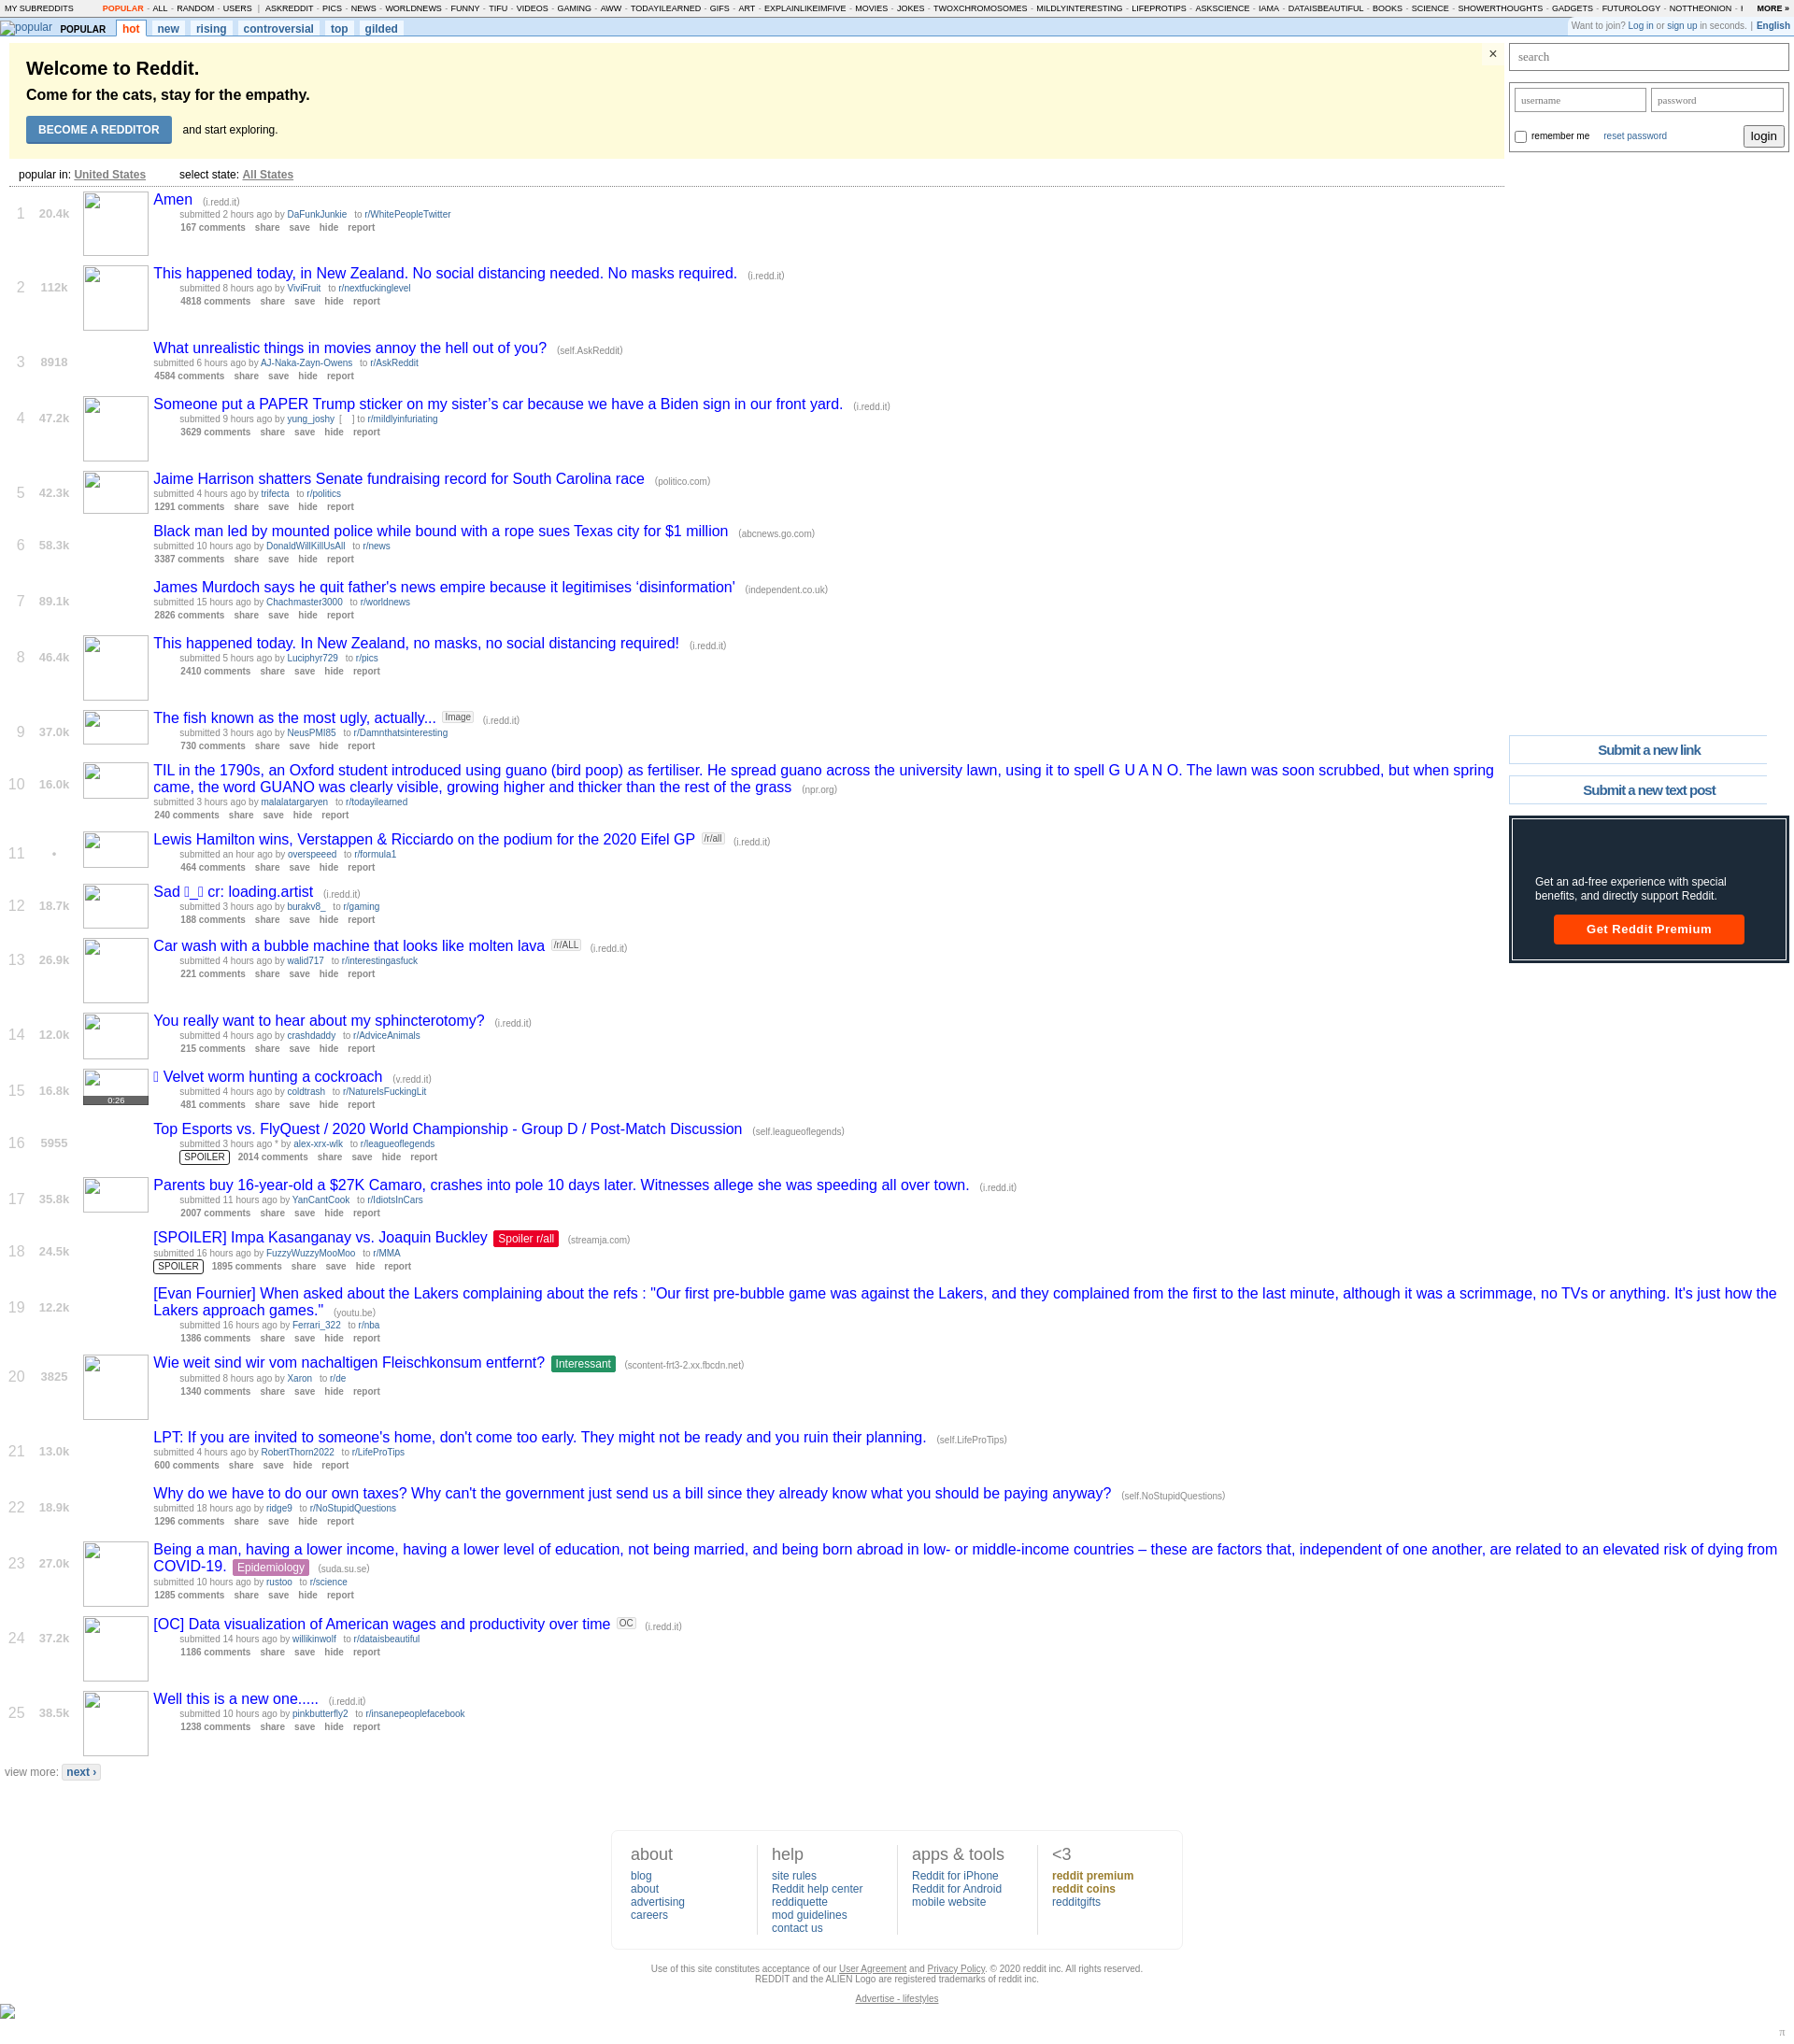 MY SUBREDDITS POPULAR - ALL - RANDOM - USERS | ASKREDDIT - PICS - NEWS - WORLDNEWS - FUNNY - TIFU - VIDEOS - GAMING - AWW - TODAYILEARNED - GIFS - ART - EXPLAINLIKEIMFIVE - MOVIES - JOKES - TWOXCHROMOSOMES - MILDLYINTERESTING - LIFEPROTIPS - ASKSCIENCE - IAMA - DATAISBEAUTIFUL - BOOKS - SCIENCE - SHOWERTHOUGHTS - GADGETS - FUTUROLOGY - NOTTHEONION - MORE »
popular POPULAR hot new rising controversial top gilded
Want to join? Log in or sign up in seconds. | English
Welcome to Reddit.
×
Come for the cats, stay for the empathy.
BECOME A REDDITOR and start exploring.
search
username password
remember me reset password login
popular in: United States select state: All States
1 20.4k Amen (i.redd.it)
submitted 2 hours ago by DaFunkJunkie to r/WhitePeopleTwitter
167 comments share save hide report
2 112k This happened today, in New Zealand. No social distancing needed. No masks required. (i.redd.it)
submitted 8 hours ago by ViviFruit to r/nextfuckinglevel
4818 comments share save hide report
3 8918 What unrealistic things in movies annoy the hell out of you? (self.AskReddit)
submitted 6 hours ago by AJ-Naka-Zayn-Owens to r/AskReddit
4584 comments share save hide report
4 47.2k Someone put a PAPER Trump sticker on my sister’s car because we have a Biden sign in our front yard. (i.redd.it)
submitted 9 hours ago by yung_joshy [ ] to r/mildlyinfuriating
3629 comments share save hide report
5 42.3k Jaime Harrison shatters Senate fundraising record for South Carolina race (politico.com)
submitted 4 hours ago by trifecta to r/politics
1291 comments share save hide report
6 58.3k Black man led by mounted police while bound with a rope sues Texas city for $1 million (abcnews.go.com)
submitted 10 hours ago by DonaldWillKillUsAll to r/news
3387 comments share save hide report
7 89.1k James Murdoch says he quit father's news empire because it legitimises ‘disinformation’ (independent.co.uk)
submitted 15 hours ago by Chachmaster3000 to r/worldnews
2826 comments share save hide report
8 46.4k This happened today. In New Zealand, no masks, no social distancing required! (i.redd.it)
submitted 5 hours ago by Luciphyr729 to r/pics
2410 comments share save hide report
9 37.0k The fish known as the most ugly, actually... Image (i.redd.it)
submitted 3 hours ago by NeusPMI85 to r/Damnthatsinteresting
730 comments share save hide report
10 16.0k TIL in the 1790s, an Oxford student introduced using guano (bird poop) as fertiliser. He spread guano across the university lawn, using it to spell G U A N O. The lawn was soon scrubbed, but when spring
came, the word GUANO was clearly visible, growing higher and thicker than the rest of the grass (npr.org)
submitted 3 hours ago by malalatargaryen to r/todayilearned
240 comments share save hide report
11 • Lewis Hamilton wins, Verstappen & Ricciardo on the podium for the 2020 Eifel GP /r/all (i.redd.it)
submitted an hour ago by overspeeed to r/formula1
464 comments share save hide report
12 18.7k Sad _ cr: loading.artist (i.redd.it)
submitted 3 hours ago by burakv8_ to r/gaming
188 comments share save hide report
13 26.9k Car wash with a bubble machine that looks like molten lava /r/ALL (i.redd.it)
submitted 4 hours ago by walid717 to r/interestingasfuck
221 comments share save hide report
14 12.0k You really want to hear about my sphincterotomy? (i.redd.it)
submitted 4 hours ago by crashdaddy to r/AdviceAnimals
215 comments share save hide report
15 16.8k Velvet worm hunting a cockroach (v.redd.it)
submitted 4 hours ago by coldtrash to r/NatureIsFuckingLit
0:26
481 comments share save hide report
16 5955 Top Esports vs. FlyQuest / 2020 World Championship - Group D / Post-Match Discussion (self.leagueoflegends)
submitted 3 hours ago * by alex-xrx-wlk to r/leagueoflegends
SPOILER 2014 comments share save hide report
17 35.8k Parents buy 16-year-old a $27K Camaro, crashes into pole 10 days later. Witnesses allege she was speeding all over town. (i.redd.it)
submitted 11 hours ago by YanCantCook to r/IdiotsInCars
2007 comments share save hide report
18 24.5k [SPOILER] Impa Kasanganay vs. Joaquin Buckley Spoiler r/all (streamja.com)
submitted 16 hours ago by FuzzyWuzzyMooMoo to r/MMA
SPOILER 1895 comments share save hide report
19 12.2k [Evan Fournier] When asked about the Lakers complaining about the refs : "Our first pre-bubble game was against the Lakers, and they complained from the first to the last minute, although it was a scrimmage, no TVs or anything. It's just how the
Lakers approach games." (youtu.be)
submitted 16 hours ago by Ferrari_322 to r/nba
1386 comments share save hide report
20 3825 Wie weit sind wir vom nachaltigen Fleischkonsum entfernt? Interessant (scontent-frt3-2.xx.fbcdn.net)
submitted 8 hours ago by Xaron to r/de
1340 comments share save hide report
21 13.0k LPT: If you are invited to someone's home, don't come too early. They might not be ready and you ruin their planning. (self.LifeProTips)
submitted 4 hours ago by RobertThorn2022 to r/LifeProTips
600 comments share save hide report
22 18.9k Why do we have to do our own taxes? Why can't the government just send us a bill since they already know what you should be paying anyway? (self.NoStupidQuestions)
submitted 18 hours ago by ridge9 to r/NoStupidQuestions
1296 comments share save hide report
23 27.0k Being a man, having a lower income, having a lower level of education, not being married, and being born abroad in low- or middle-income countries – these are factors that, independent of one another, are related to an elevated risk of dying from
COVID-19. Epidemiology (suda.su.se)
submitted 10 hours ago by rustoo to r/science
1285 comments share save hide report
24 37.2k [OC] Data visualization of American wages and productivity over time OC (i.redd.it)
submitted 14 hours ago by willikinwolf to r/dataisbeautiful
1186 comments share save hide report
25 38.5k Well this is a new one..... (i.redd.it)
submitted 10 hours ago by pinkbutterfly2 to r/insanepeoplefacebook
1238 comments share save hide report
view more: next ›
Submit a new link
Submit a new text post
Get an ad-free experience with special
benefits, and directly support Reddit.
Get Reddit Premium
about
blog
about
advertising
careers
help
site rules
Reddit help center
reddiquette
mod guidelines
contact us
apps & tools
Reddit for iPhone
Reddit for Android
mobile website
<3
reddit premium
reddit coins
redditgifts
Use of this site constitutes acceptance of our User Agreement and Privacy Policy. © 2020 reddit inc. All rights reserved.
REDDIT and the ALIEN Logo are registered trademarks of reddit inc.
Advertise - lifestyles
π